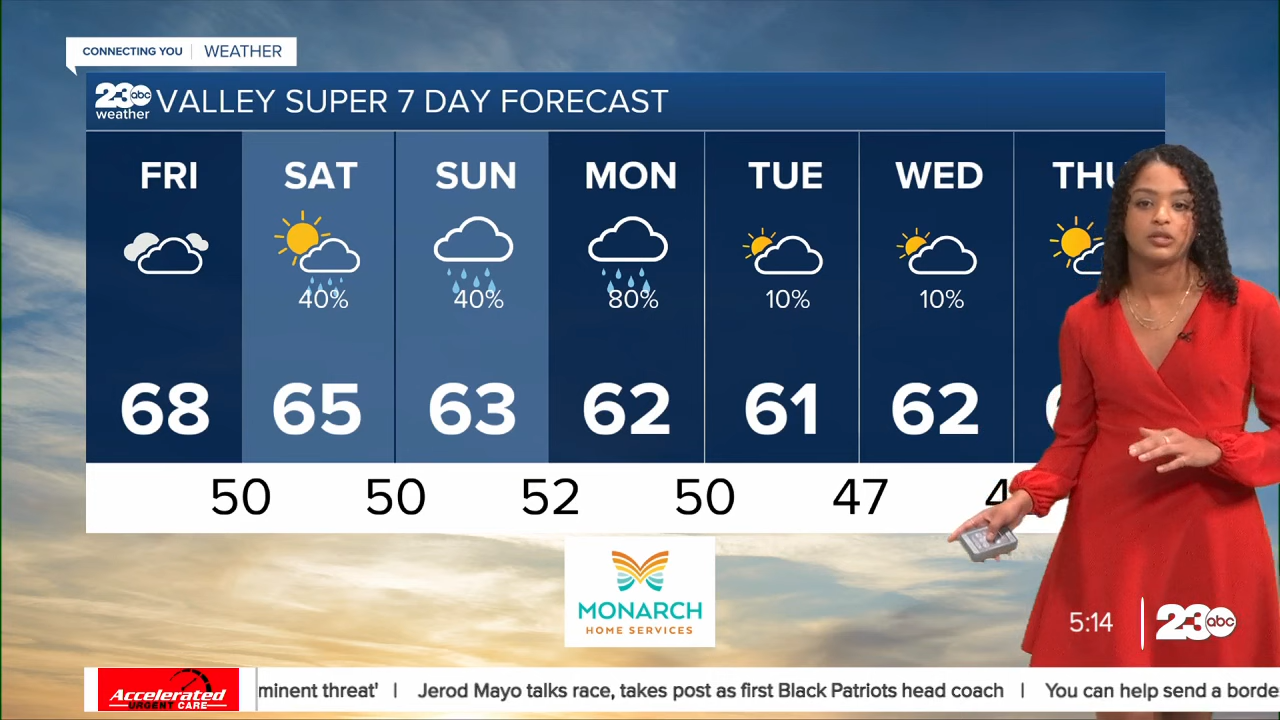 CONNECTING YOU | WEATHER
23 abc
weather
VALLEY SUPER 7 DAY FORECAST
FRI SAT SUN MON TUE WED THU
40% 40% 80% 10% 10%
68 65 63 62 61 62
50 50 52 50 47 4
MONARCH
HOME SERVICES
5:14 23 abc
Accelerated
URGENT CARE
minent threat' | Jerod Mayo talks race, takes post as first Black Patriots head coach | You can help send a borde